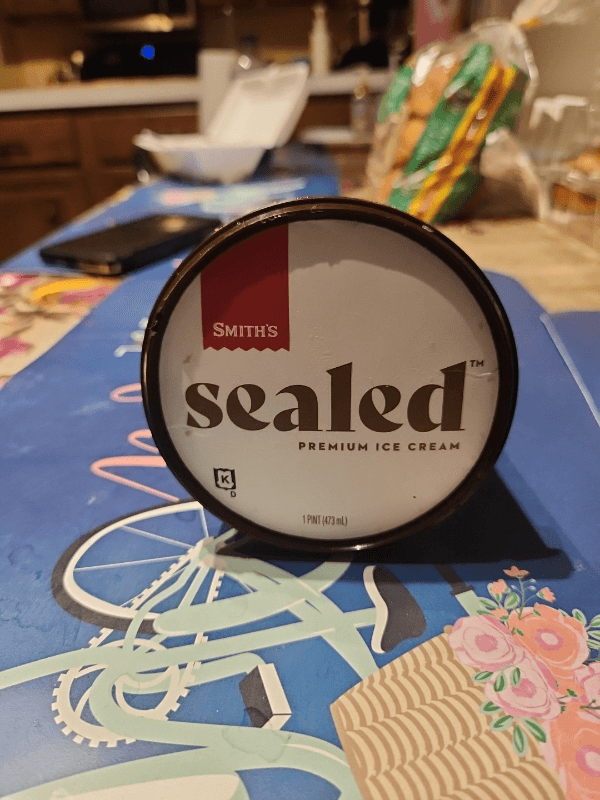 SMITH'S
sealed™
PREMIUM ICE CREAM
K
D
1 PINT (473 mL)